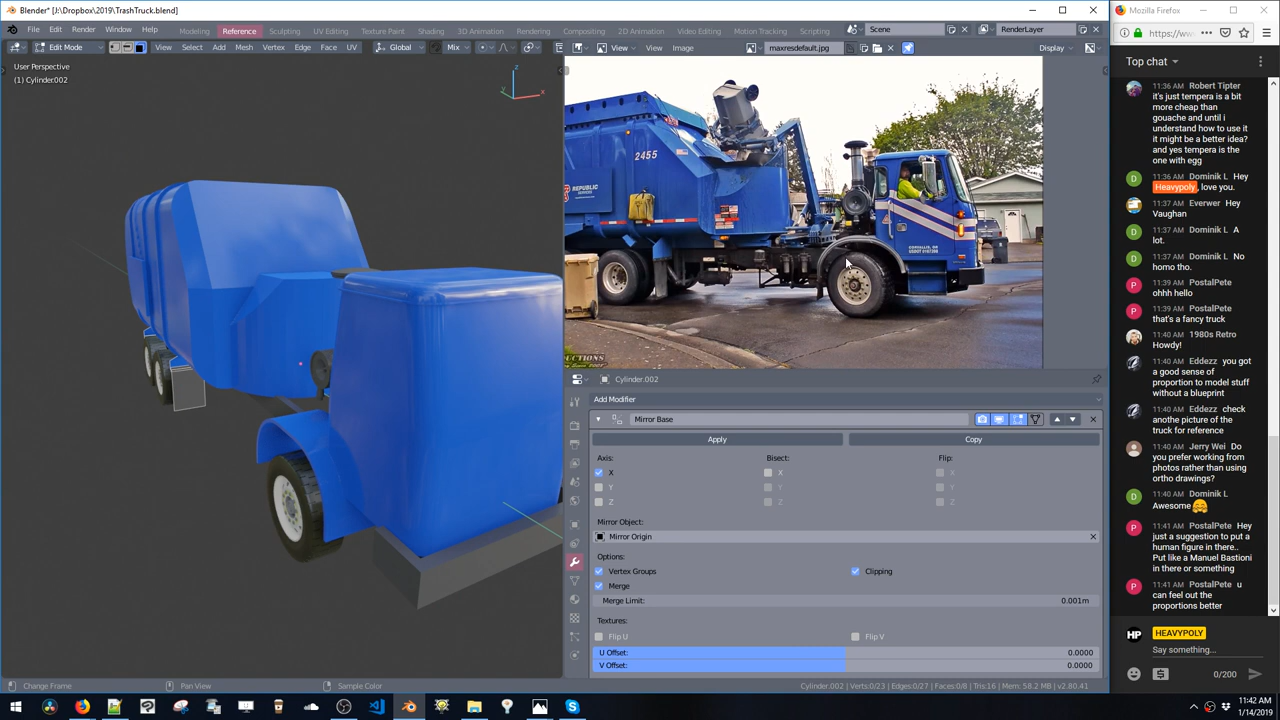 Blender* [J:\Dropbox\2019\TrashTruck.blend]
File Edit Render Window Help Modeling Reference Sculpting UV Editing Texture Paint Shading Animation Rendering Compositing 2D Animation Video Editing Motion Tracking Scripting Scene RenderLayer
Edit Mode View Select Add Mesh Vertex Edge Face UV Global Mix
View View Image maxresdefault.jpg Display
User Perspective
(1) Cylinder.002
z
x
y
2455
REPUBLIC
SERVICES
Cylinder.002
Add Modifier
Mirror Base
Apply Copy
Axis: Bisect: Flip:
X X X
Y Y Y
Z Z Z
Mirror Object:
Mirror Origin
Options:
Vertex Groups Clipping
Merge
Merge Limit: 0.001m
Textures:
Flip U Flip V
U Offset: 0.0000
V Offset: 0.0000
Change Frame Pan View Sample Color
Cylinder.002 | Verts:0/23 | Edges:0/27 | Faces:0/8 | Tris:16 | Mem: 58.2 MB | v2.80.41
Mozilla Firefox
https://ww
Top chat
11:36 AM Robert Tipter
it's just tempera is a bit
more cheap than
gouache and until i
understand how to use it
it might be a better idea?
and yes tempera is the
one with egg
11:36 AM Dominik L Hey
Heavypoly, love you.
11:37 AM Everwer Hey
Vaughan
11:37 AM Dominik L A
lot.
11:37 AM Dominik L No
homo tho.
11:39 AM PostalPete
ohhh hello
11:39 AM PostalPete
that's a fancy truck
11:40 AM 1980s Retro
Howdy!
11:40 AM Eddezz you got
a good sense of
proportion to model stuff
without a blueprint
11:40 AM Eddezz check
anothe picture of the
truck for reference
11:40 AM Jerry Wei Do
you prefer working from
photos rather than using
ortho drawings?
11:40 AM Dominik L
Awesome
11:41 AM PostalPete Hey
just a suggestion to put a
human figure in there..
Put like a Manuel Bastioni
in there or something
11:41 AM PostalPete u
can feel out the
proportions better
HP HEAVYPOLY
Say something...
0/200
11:42 AM
1/14/2019